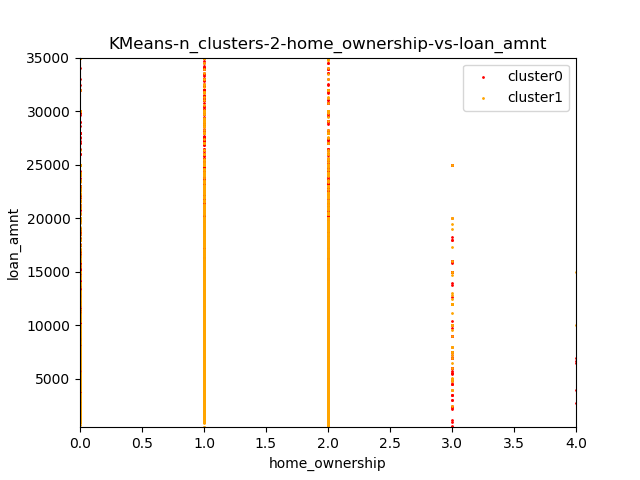 KMeans-n_clusters-2-home_ownership-vs-loan_amnt
35000
30000
25000
20000
15000
10000
5000
loan_amnt
cluster0
cluster1
0.0 0.5 1.0 1.5 2.0 2.5 3.0 3.5 4.0
home_ownership